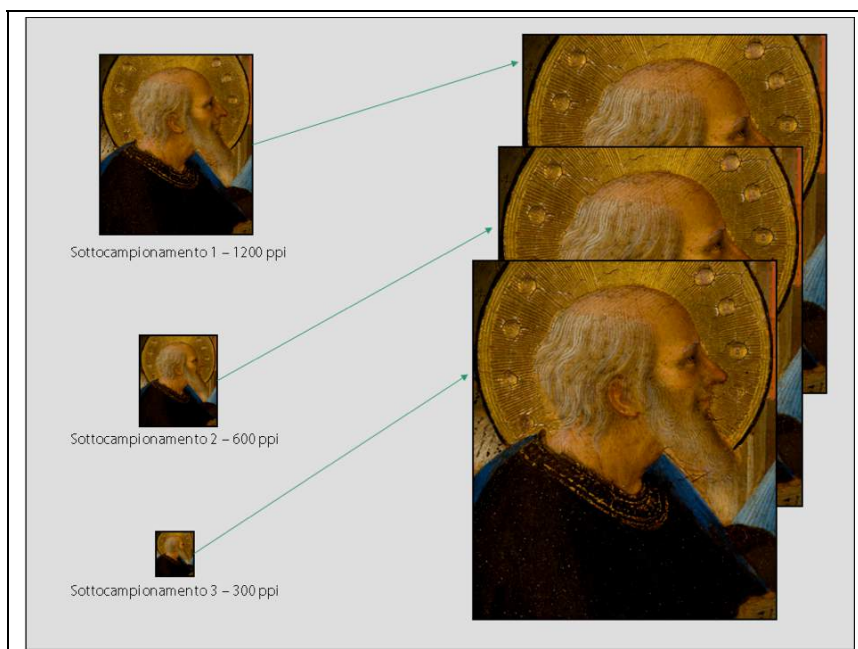 Sottocampionamento 1 – 1200 ppi
Sottocampionamento 2 – 600 ppi
Sottocampionamento 3 – 300 ppi